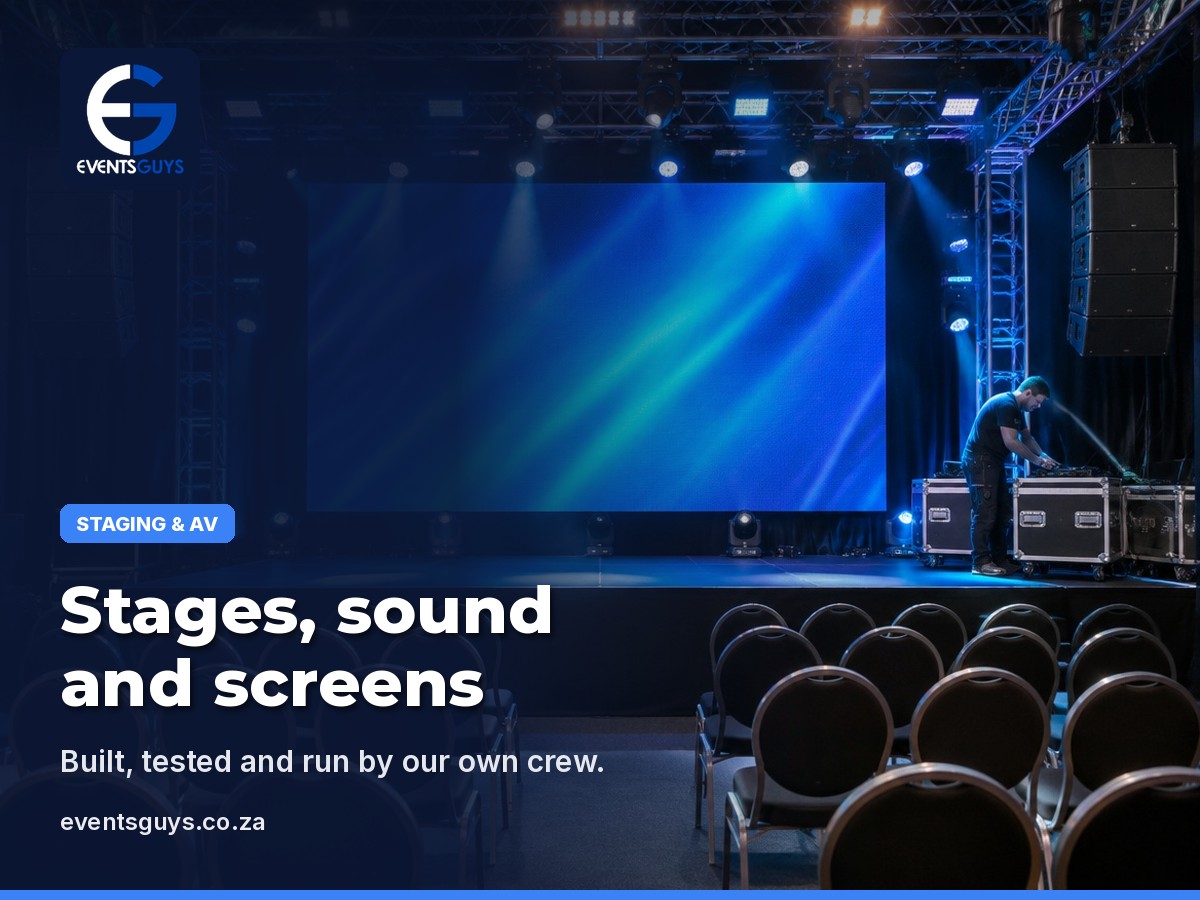 EVENTSGUYS
STAGING & AV
Stages, sound
and screens
Built, tested and run by our own crew.
eventsguys.co.za